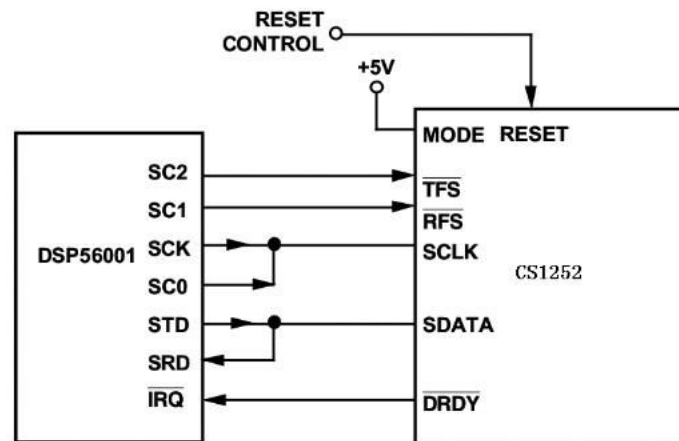 RESET
CONTROL
+5V
MODE RESET
SC2
TFS
SC1
RFS
DSP56001
SCK
SCLK
CS1252
SC0
STD
SDATA
SRD
IRQ
DRDY